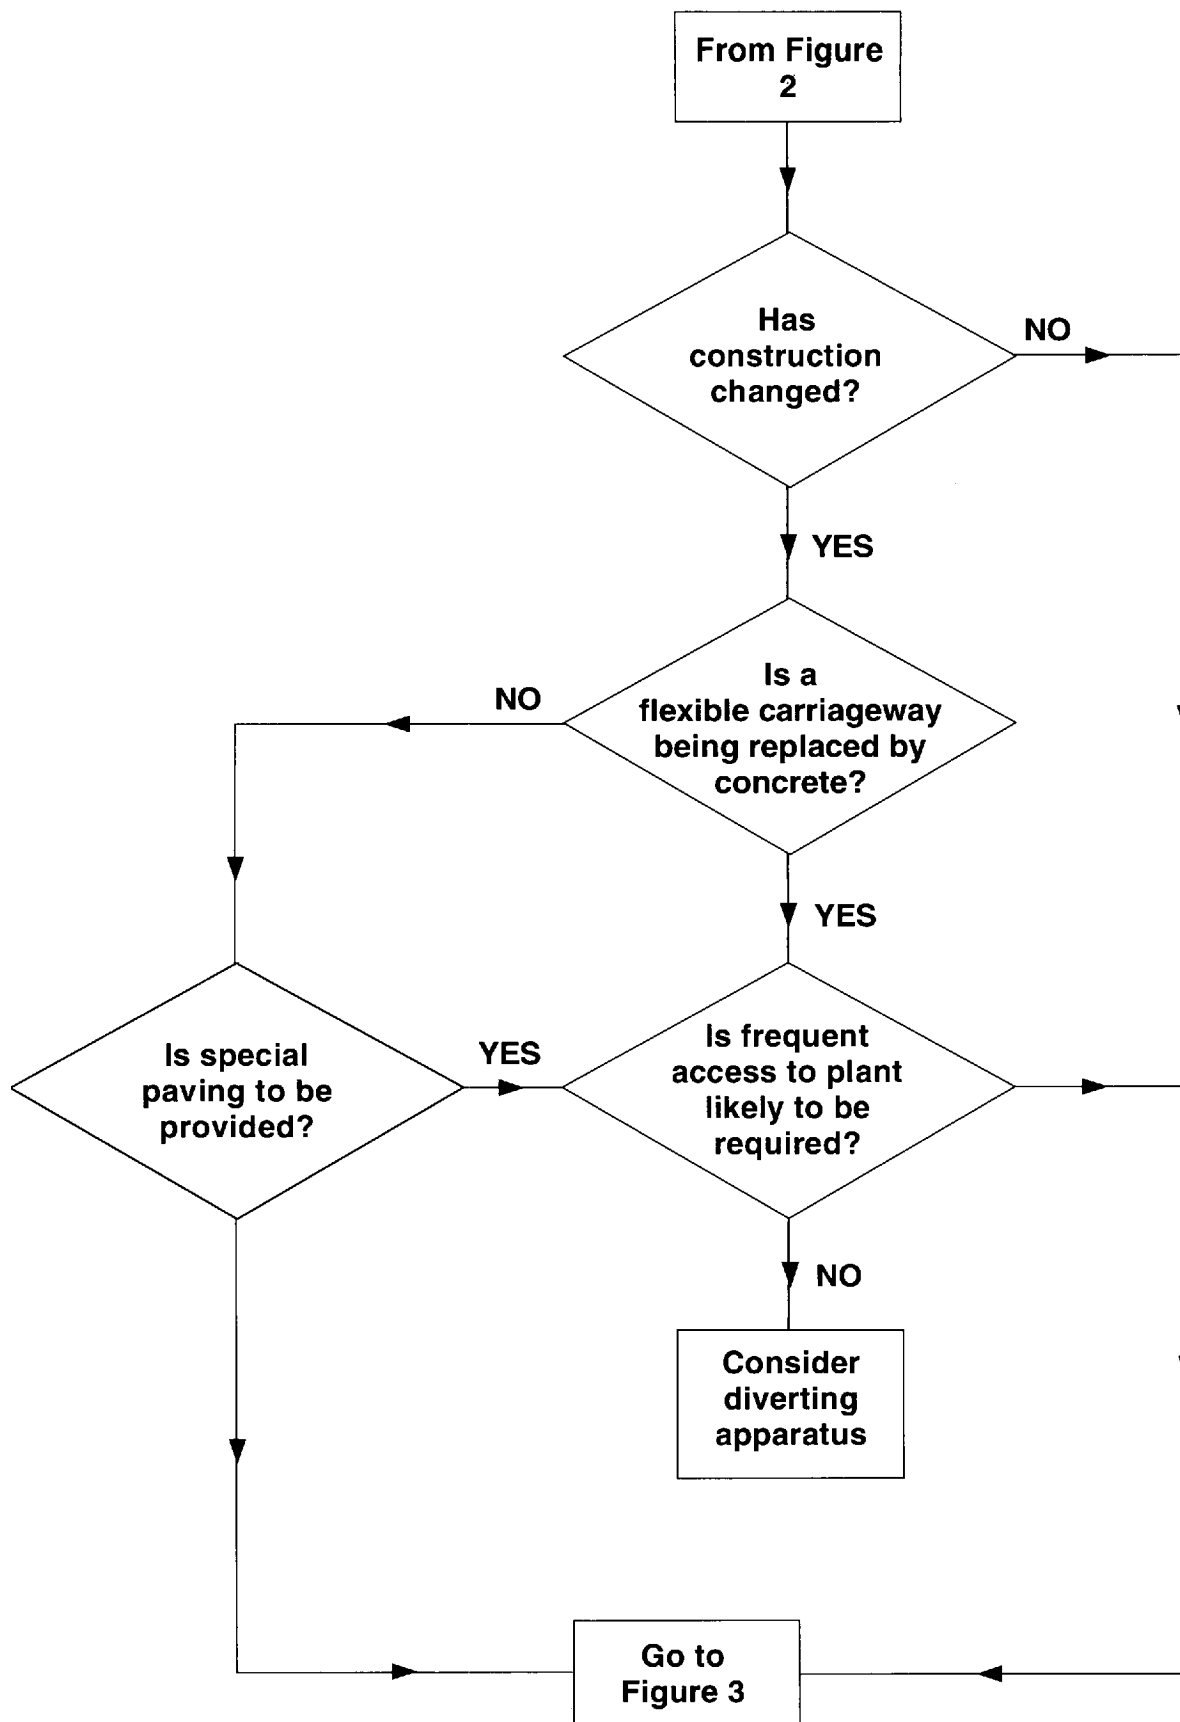 From Figure
2
Has
construction
changed?
NO
YES
Is a
flexible carriageway
being replaced by
concrete?
NO
YES
Is special
paving to be
provided?
YES
Is frequent
access to plant
likely to be
required?
NO
Consider
diverting
apparatus
Go to
Figure 3